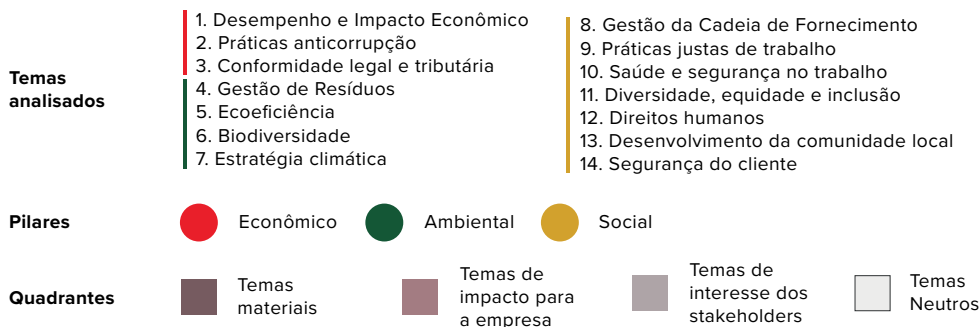 Temas
analisados
1. Desempenho e Impacto Econômico
2. Práticas anticorrupção
3. Conformidade legal e tributária
4. Gestão de Resíduos
5. Ecoeficiência
6. Biodiversidade
7. Estratégia climática
8. Gestão da Cadeia de Fornecimento
9. Práticas justas de trabalho
10. Saúde e segurança no trabalho
11. Diversidade, equidade e inclusão
12. Direitos humanos
13. Desenvolvimento da comunidade local
14. Segurança do cliente
Pilares
Econômico
Ambiental
Social
Quadrantes
Temas
materiais
Temas de
impacto para
a empresa
Temas de
interesse dos
stakeholders
Temas
Neutros